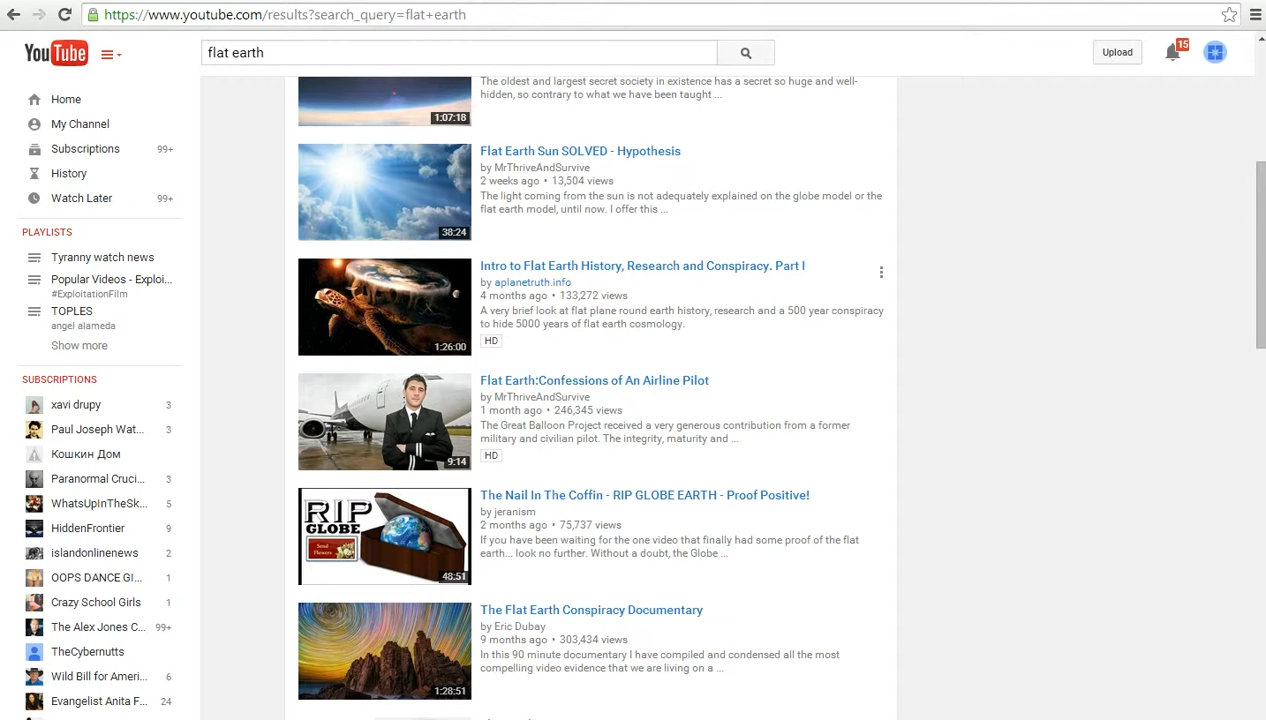 https://www.youtube.com/results?search_query=flat+earth
YouTube
flat earth
Upload
15
Home
My Channel
Subscriptions 99+
History
Watch Later 99+
PLAYLISTS
Tyranny watch news
Popular Videos - Exploi...
#ExploitationFilm
TOPLES
angel alameda
Show more
SUBSCRIPTIONS
xavi drupy 3
Paul Joseph Wat... 3
Кошкин Дом
Paranormal Cruci... 3
WhatsUpInTheSk... 5
HiddenFrontier 9
islandonlinenews 2
OOPS DANCE GI... 1
Crazy School Girls 1
The Alex Jones C... 99+
TheCybernutts
Wild Bill for Ameri... 6
Evangelist Anita F... 24
The oldest and largest secret society in existence has a secret so huge and well-
hidden, so contrary to what we have been taught ...
1:07:18
Flat Earth Sun SOLVED - Hypothesis
by MrThriveAndSurvive
2 weeks ago • 13,504 views
The light coming from the sun is not adequately explained on the globe model or the
flat earth model, until now. I offer this ...
38:24
Intro to Flat Earth History, Research and Conspiracy. Part I
by aplanetruth.info
4 months ago • 133,272 views
A very brief look at flat plane round earth history, research and a 500 year conspiracy
to hide 5000 years of flat earth cosmology.
HD
1:26:00
Flat Earth:Confessions of An Airline Pilot
by MrThriveAndSurvive
1 month ago • 246,345 views
The Great Balloon Project received a very generous contribution from a former
military and civilian pilot. The integrity, maturity and ...
HD
9:14
The Nail In The Coffin - RIP GLOBE EARTH - Proof Positive!
by jeranism
2 months ago • 75,737 views
If you have been waiting for the one video that finally had some proof of the flat
earth... look no further. Without a doubt, the Globe ...
RIP
GLOBE
Send
Flowers
48:51
The Flat Earth Conspiracy Documentary
by Eric Dubay
9 months ago • 303,434 views
In this 90 minute documentary I have compiled and condensed all the most
compelling video evidence that we are living on a ...
1:28:51